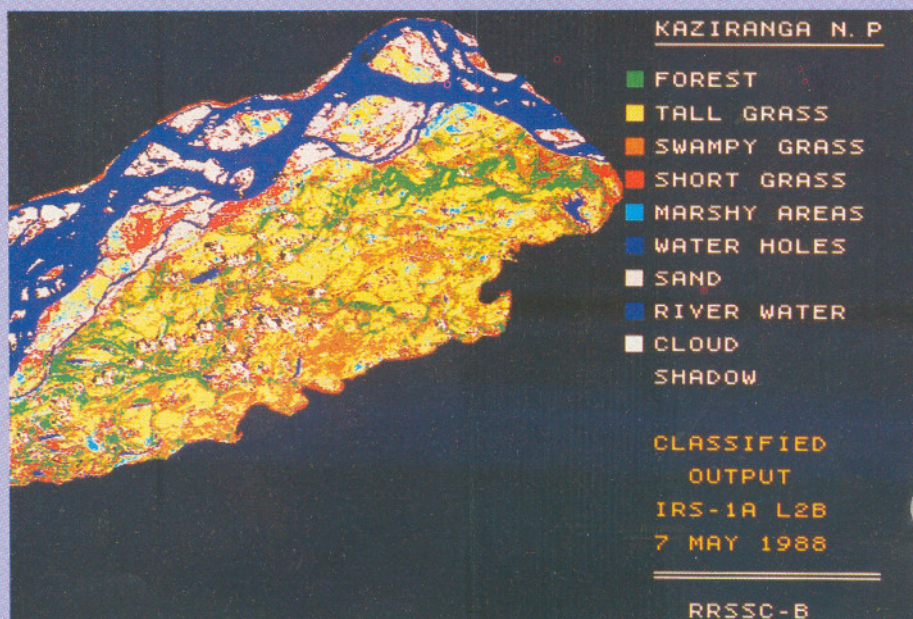 KAZIRANGA N. P
FOREST
TALL GRASS
SWAMPY GRASS
SHORT GRASS
MARSHY AREAS
WATER HOLES
SAND
RIVER WATER
CLOUD
SHADOW
CLASSIFIED
OUTPUT
IRS-1A L2B
7 MAY 1988
RRSSC-B